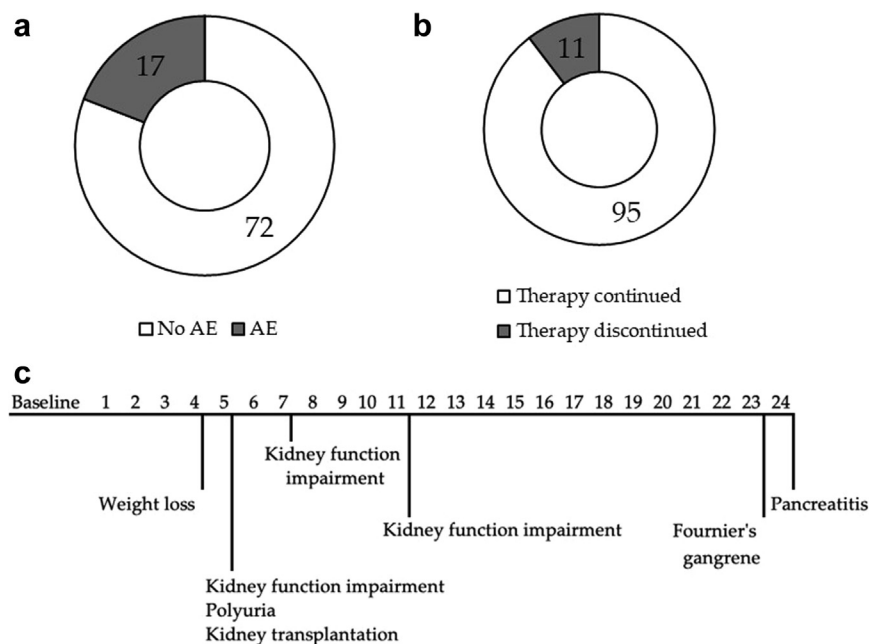 a
17
72
No AE AE
b
11
95
Therapy continued
Therapy discontinued
c
Baseline 1 2 3 4 5 6 7 8 9 10 11 12 13 14 15 16 17 18 19 20 21 22 23 24
Kidney function
impairment
Weight loss
Pancreatitis
Kidney function impairment
Fournier's
gangrene
Kidney function impairment
Polyuria
Kidney transplantation